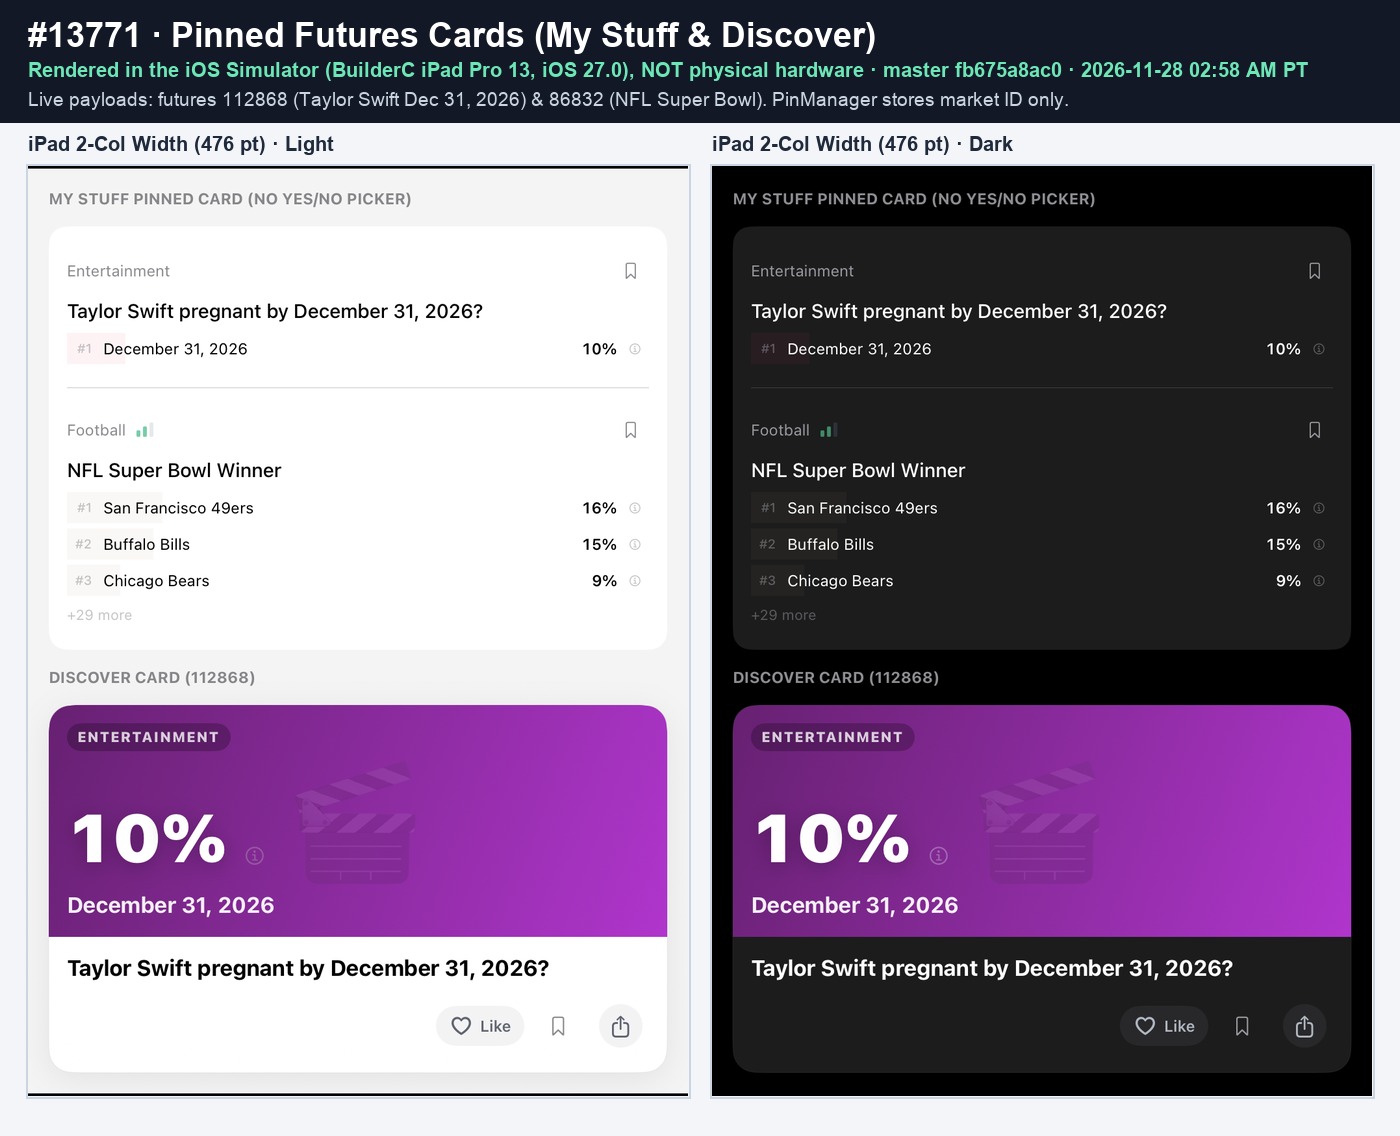 #13771 · Pinned Futures Cards (My Stuff & Discover)
Rendered in the iOS Simulator (BuilderC iPad Pro 13, iOS 27.0), NOT physical hardware · master fb675a8ac0 · 2026-11-28 02:58 AM PT
Live payloads: futures 112868 (Taylor Swift Dec 31, 2026) & 86832 (NFL Super Bowl). PinManager stores market ID only.
iPad 2-Col Width (476 pt) · Light
MY STUFF PINNED CARD (NO YES/NO PICKER)
Entertainment
Taylor Swift pregnant by December 31, 2026?
#1 December 31, 2026 10%
Football
NFL Super Bowl Winner
#1 San Francisco 49ers 16%
#2 Buffalo Bills 15%
#3 Chicago Bears 9%
+29 more
DISCOVER CARD (112868)
ENTERTAINMENT
10%
December 31, 2026
Taylor Swift pregnant by December 31, 2026?
Like
iPad 2-Col Width (476 pt) · Dark
MY STUFF PINNED CARD (NO YES/NO PICKER)
Entertainment
Taylor Swift pregnant by December 31, 2026?
#1 December 31, 2026 10%
Football
NFL Super Bowl Winner
#1 San Francisco 49ers 16%
#2 Buffalo Bills 15%
#3 Chicago Bears 9%
+29 more
DISCOVER CARD (112868)
ENTERTAINMENT
10%
December 31, 2026
Taylor Swift pregnant by December 31, 2026?
Like